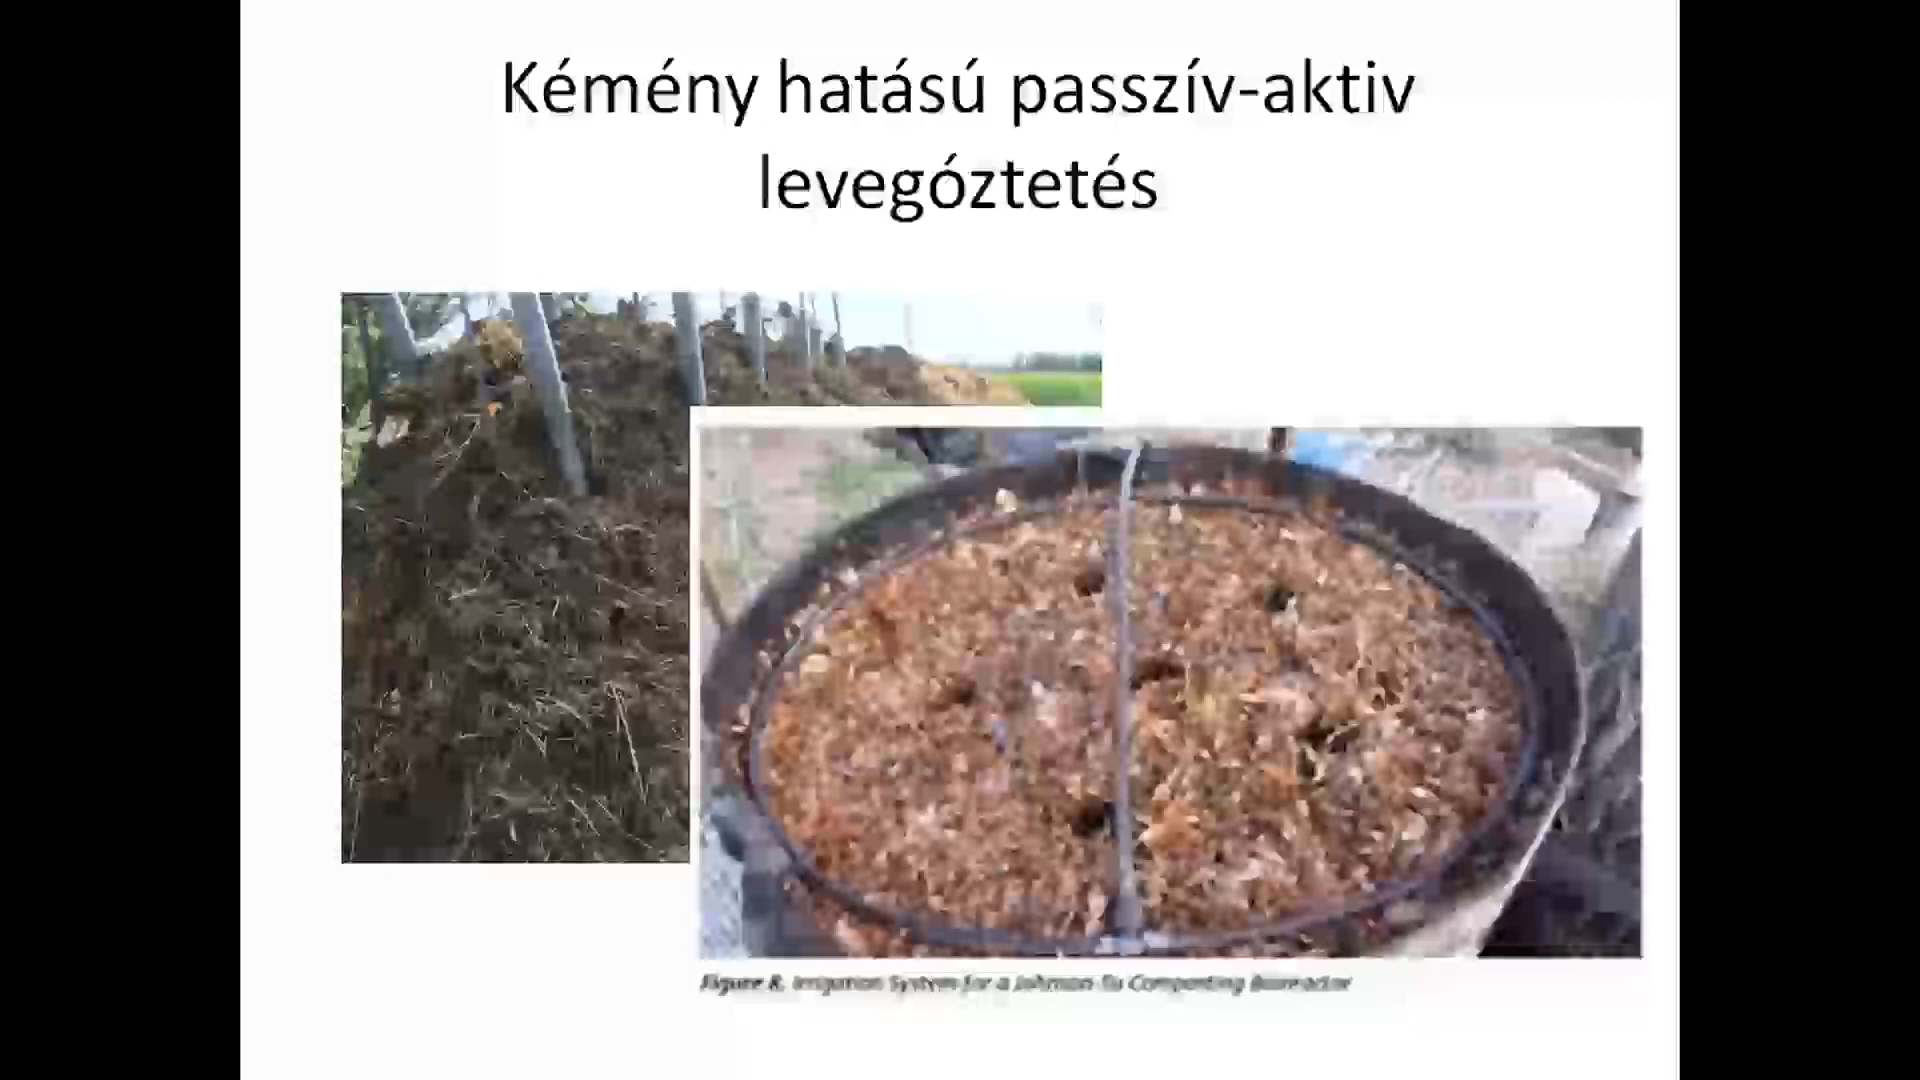 Kémény hatású passzív-aktiv
levegóztetés
Figure 8. Irrigation System for a Johnson-Su Composting Bioreactor